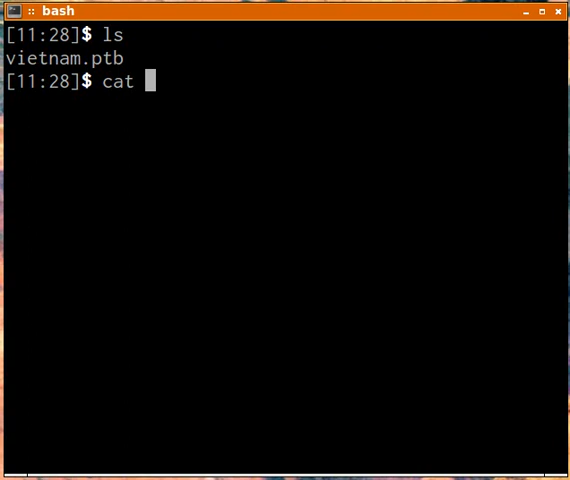 :: bash
[11:28]$ ls
vietnam.ptb
[11:28]$ cat